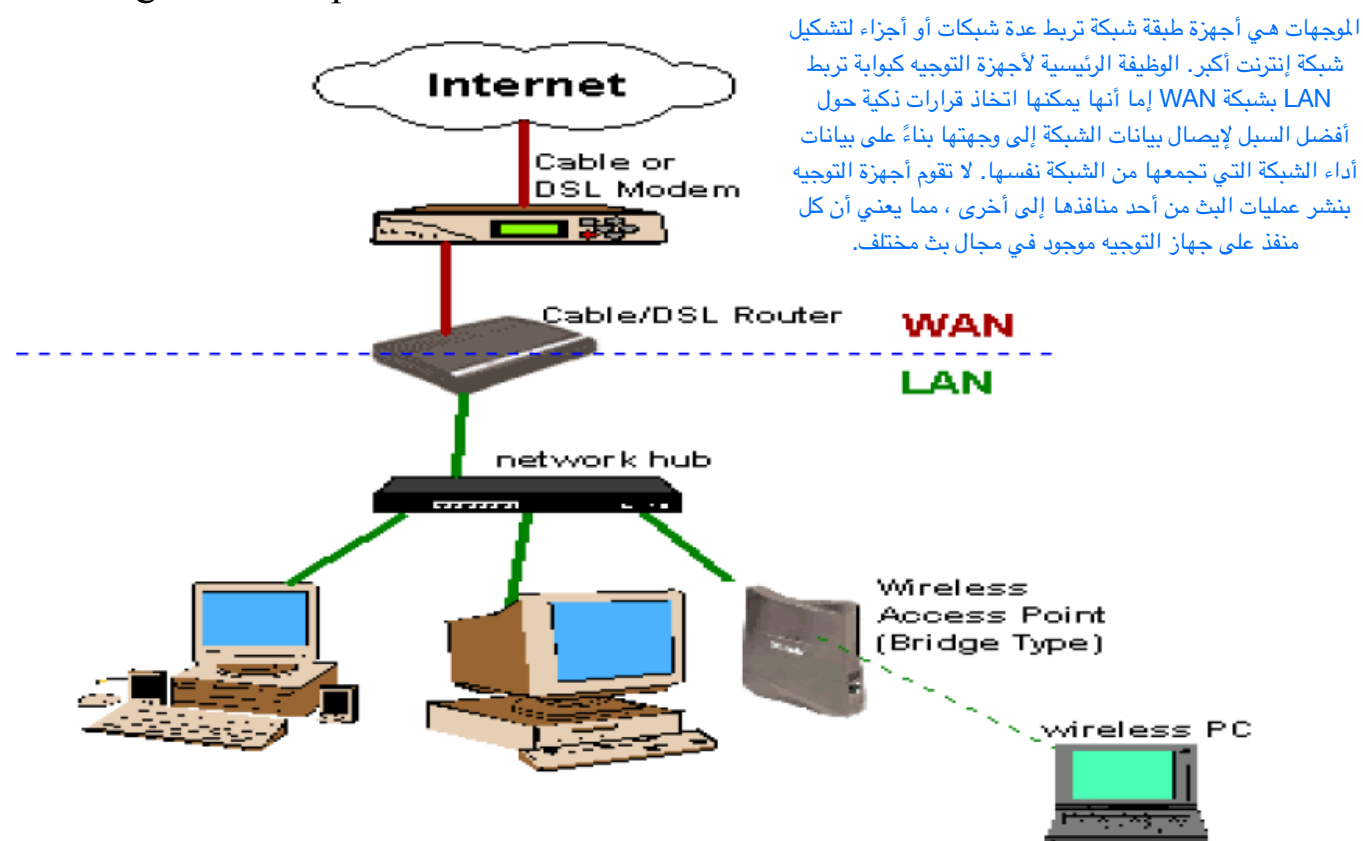 الموجهات هي أجهزة طبقة شبكة تربط عدة شبكات أو أجزاء لتشكيل
شبكة إنترنت أكبر. الوظيفة الرئيسية لأجهزة التوجيه كبوابة تربط
LAN بشبكة WAN إما أنها يمكنها اتخاذ قرارات ذكية حول
أفضل السبل لإيصال بيانات الشبكة إلى وجهتها بناءً على بيانات
أداء الشبكة التي تجمعها من الشبكة نفسها. لا تقوم أجهزة التوجيه
بنشر عمليات البث من أحد منافذها إلى أخرى ، مما يعني أن كل
منفذ على جهاز التوجيه موجود في مجال بث مختلف.
Internet
Cable or
DSL Modem
Cable/DSL Router
WAN
LAN
network hub
Wireless
Access Point
(Bridge Type)
wireless PC